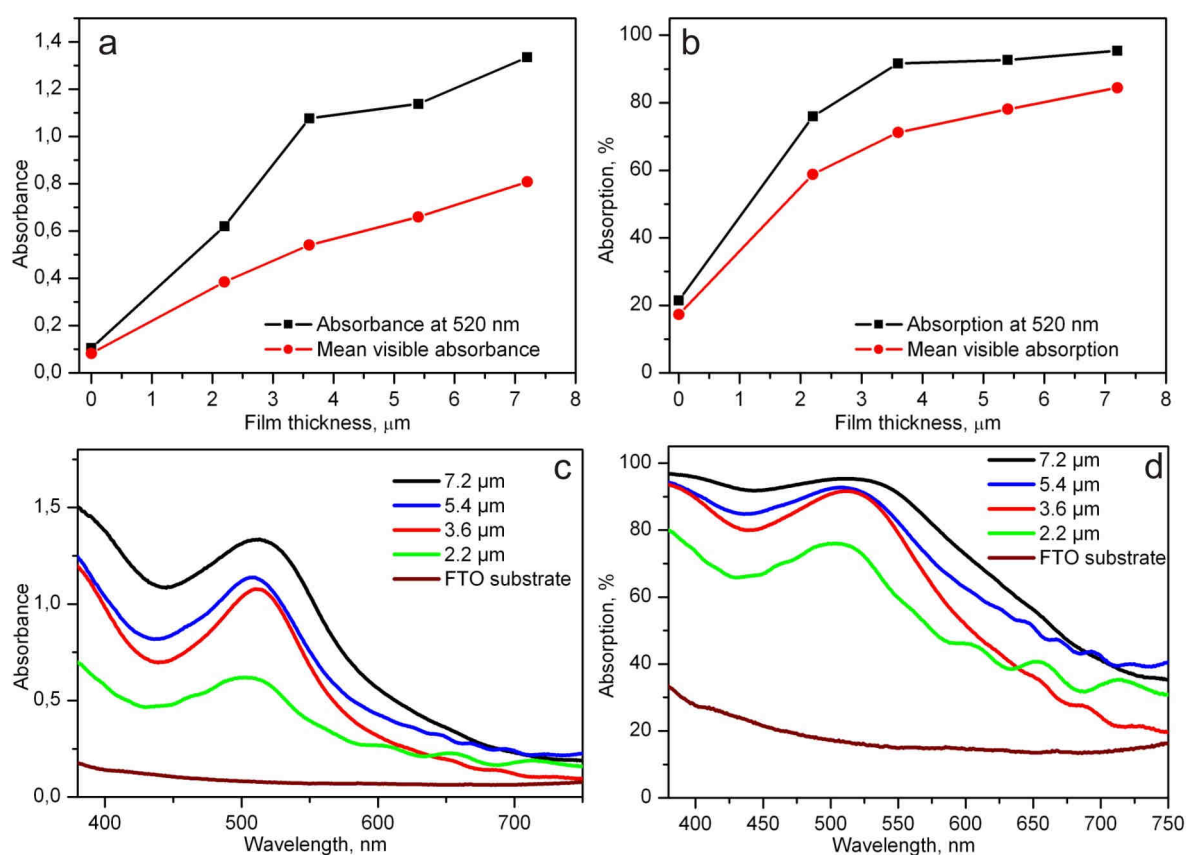 a
1,4
1,2
1,0
0,8
0,6
0,4
0,2
0,0
Absorbance
Absorbance at 520 nm
Mean visible absorbance
0 1 2 3 4 5 6 7 8
Film thickness, μm
b
100
80
60
40
20
0
Absorption, %
Absorption at 520 nm
Mean visible absorption
0 1 2 3 4 5 6 7 8
Film thickness, μm
c
1,5
1,0
0,5
0,0
Absorbance
7.2 µm
5.4 µm
3.6 µm
2.2 µm
FTO substrate
400 500 600 700
Wavelength, nm
d
100
80
60
40
20
0
Absorption, %
7.2 µm
5.4 µm
3.6 µm
2.2 µm
FTO substrate
400 450 500 550 600 650 700 750
Wavelength, nm